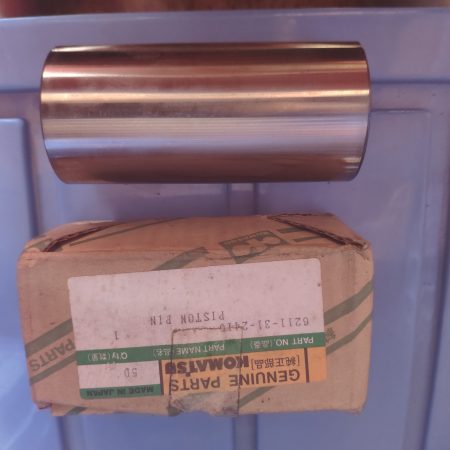 GENUINE PARTS
[純正部品] KOMATSU
MADE IN JAPAN
PART NO.(品番) PART NAME(品名) Q'TY(数量)
6211-31-2410 1
PISTON PIN
5D
PARTS